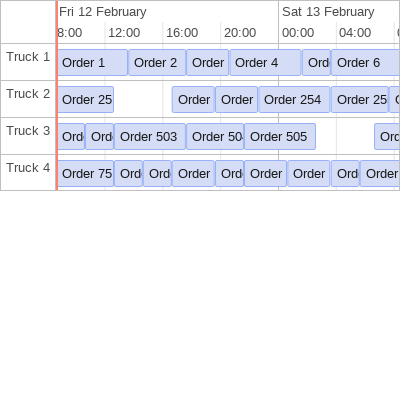 Fri 12 February Sat 13 February
8:00 12:00 16:00 20:00 00:00 04:00
Truck 1 Order 1 Order 2 Order Order 4 Ord Order 6
Truck 2 Order 25 Order Order Order 254 Order 25
Truck 3 Ord Ord Order 503 Order 50 Order 505 Ord
Truck 4 Order 75 Ord Ord Order Ord Order Order Ord Order